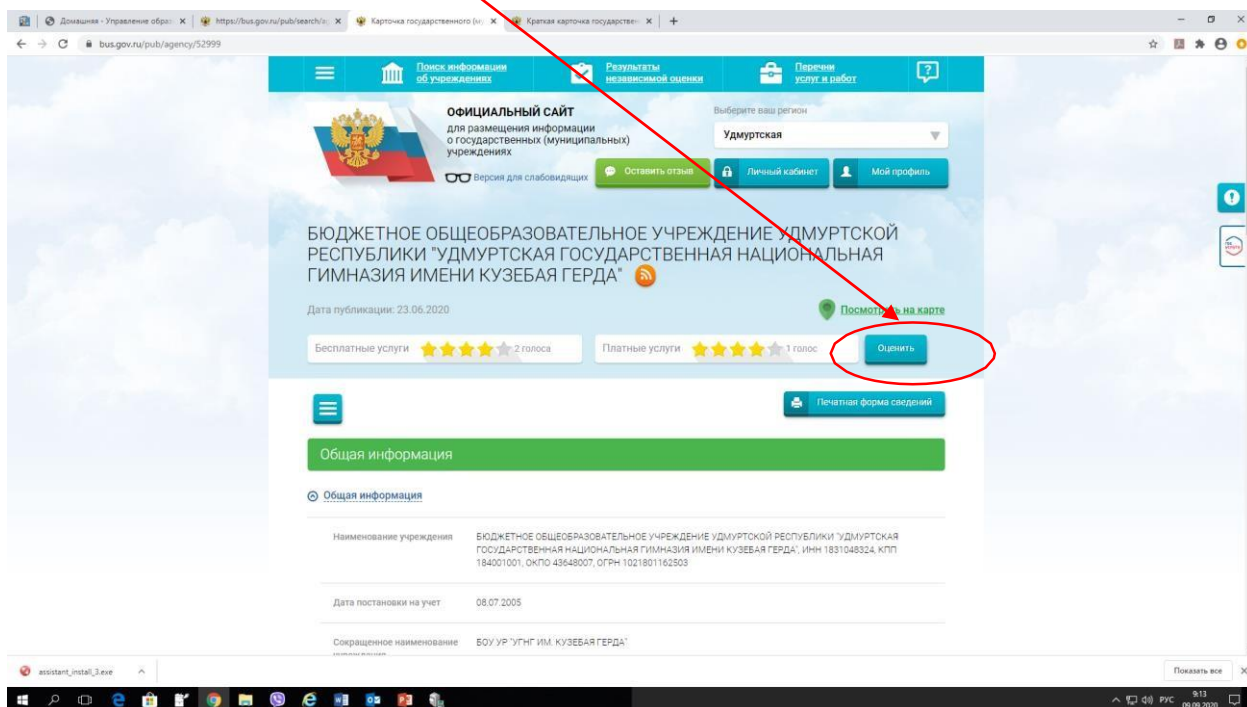 Домашняя - Управление образ
https://bus.gov.ru/pub/search/
Карточка государственного (му
Краткая карточка государствен
bus.gov.ru/pub/agency/52999
Поиск информации
об учреждениях
Результаты
независимой оценки
Перечни
услуг и работ
ОФИЦИАЛЬНЫЙ САЙТ
для размещения информации
о государственных (муниципальных)
учреждениях
Версия для слабовидящих
Выберите ваш регион
Удмуртская
Оставить отзыв
Личный кабинет
Мой профиль
БЮДЖЕТНОЕ ОБЩЕОБРАЗОВАТЕЛЬНОЕ УЧРЕЖДЕНИЕ УДМУРТСКОЙ
РЕСПУБЛИКИ "УДМУРТСКАЯ ГОСУДАРСТВЕННАЯ НАЦИОНАЛЬНАЯ
ГИМНАЗИЯ ИМЕНИ КУЗЕБАЯ ГЕРДА"
Дата публикации: 23.06.2020
Посмотреть на карте
Бесплатные услуги 2 голоса
Платные услуги 1 голос
Оценить
Печатная форма сведений
Общая информация
Общая информация
Наименование учреждения
БЮДЖЕТНОЕ ОБЩЕОБРАЗОВАТЕЛЬНОЕ УЧРЕЖДЕНИЕ УДМУРТСКОЙ РЕСПУБЛИКИ "УДМУРТСКАЯ
ГОСУДАРСТВЕННАЯ НАЦИОНАЛЬНАЯ ГИМНАЗИЯ ИМЕНИ КУЗЕБАЯ ГЕРДА", ИНН 1831048324, КПП
184001001, ОКПО 43648007, ОГРН 1021801162503
Дата постановки на учет
08.07.2005
Сокращенное наименование
учреждения
БОУ УР "УГНГ ИМ. КУЗЕБАЯ ГЕРДА"
assistant_install_3.exe
Показать все
РУС
9:13
09.09.2020